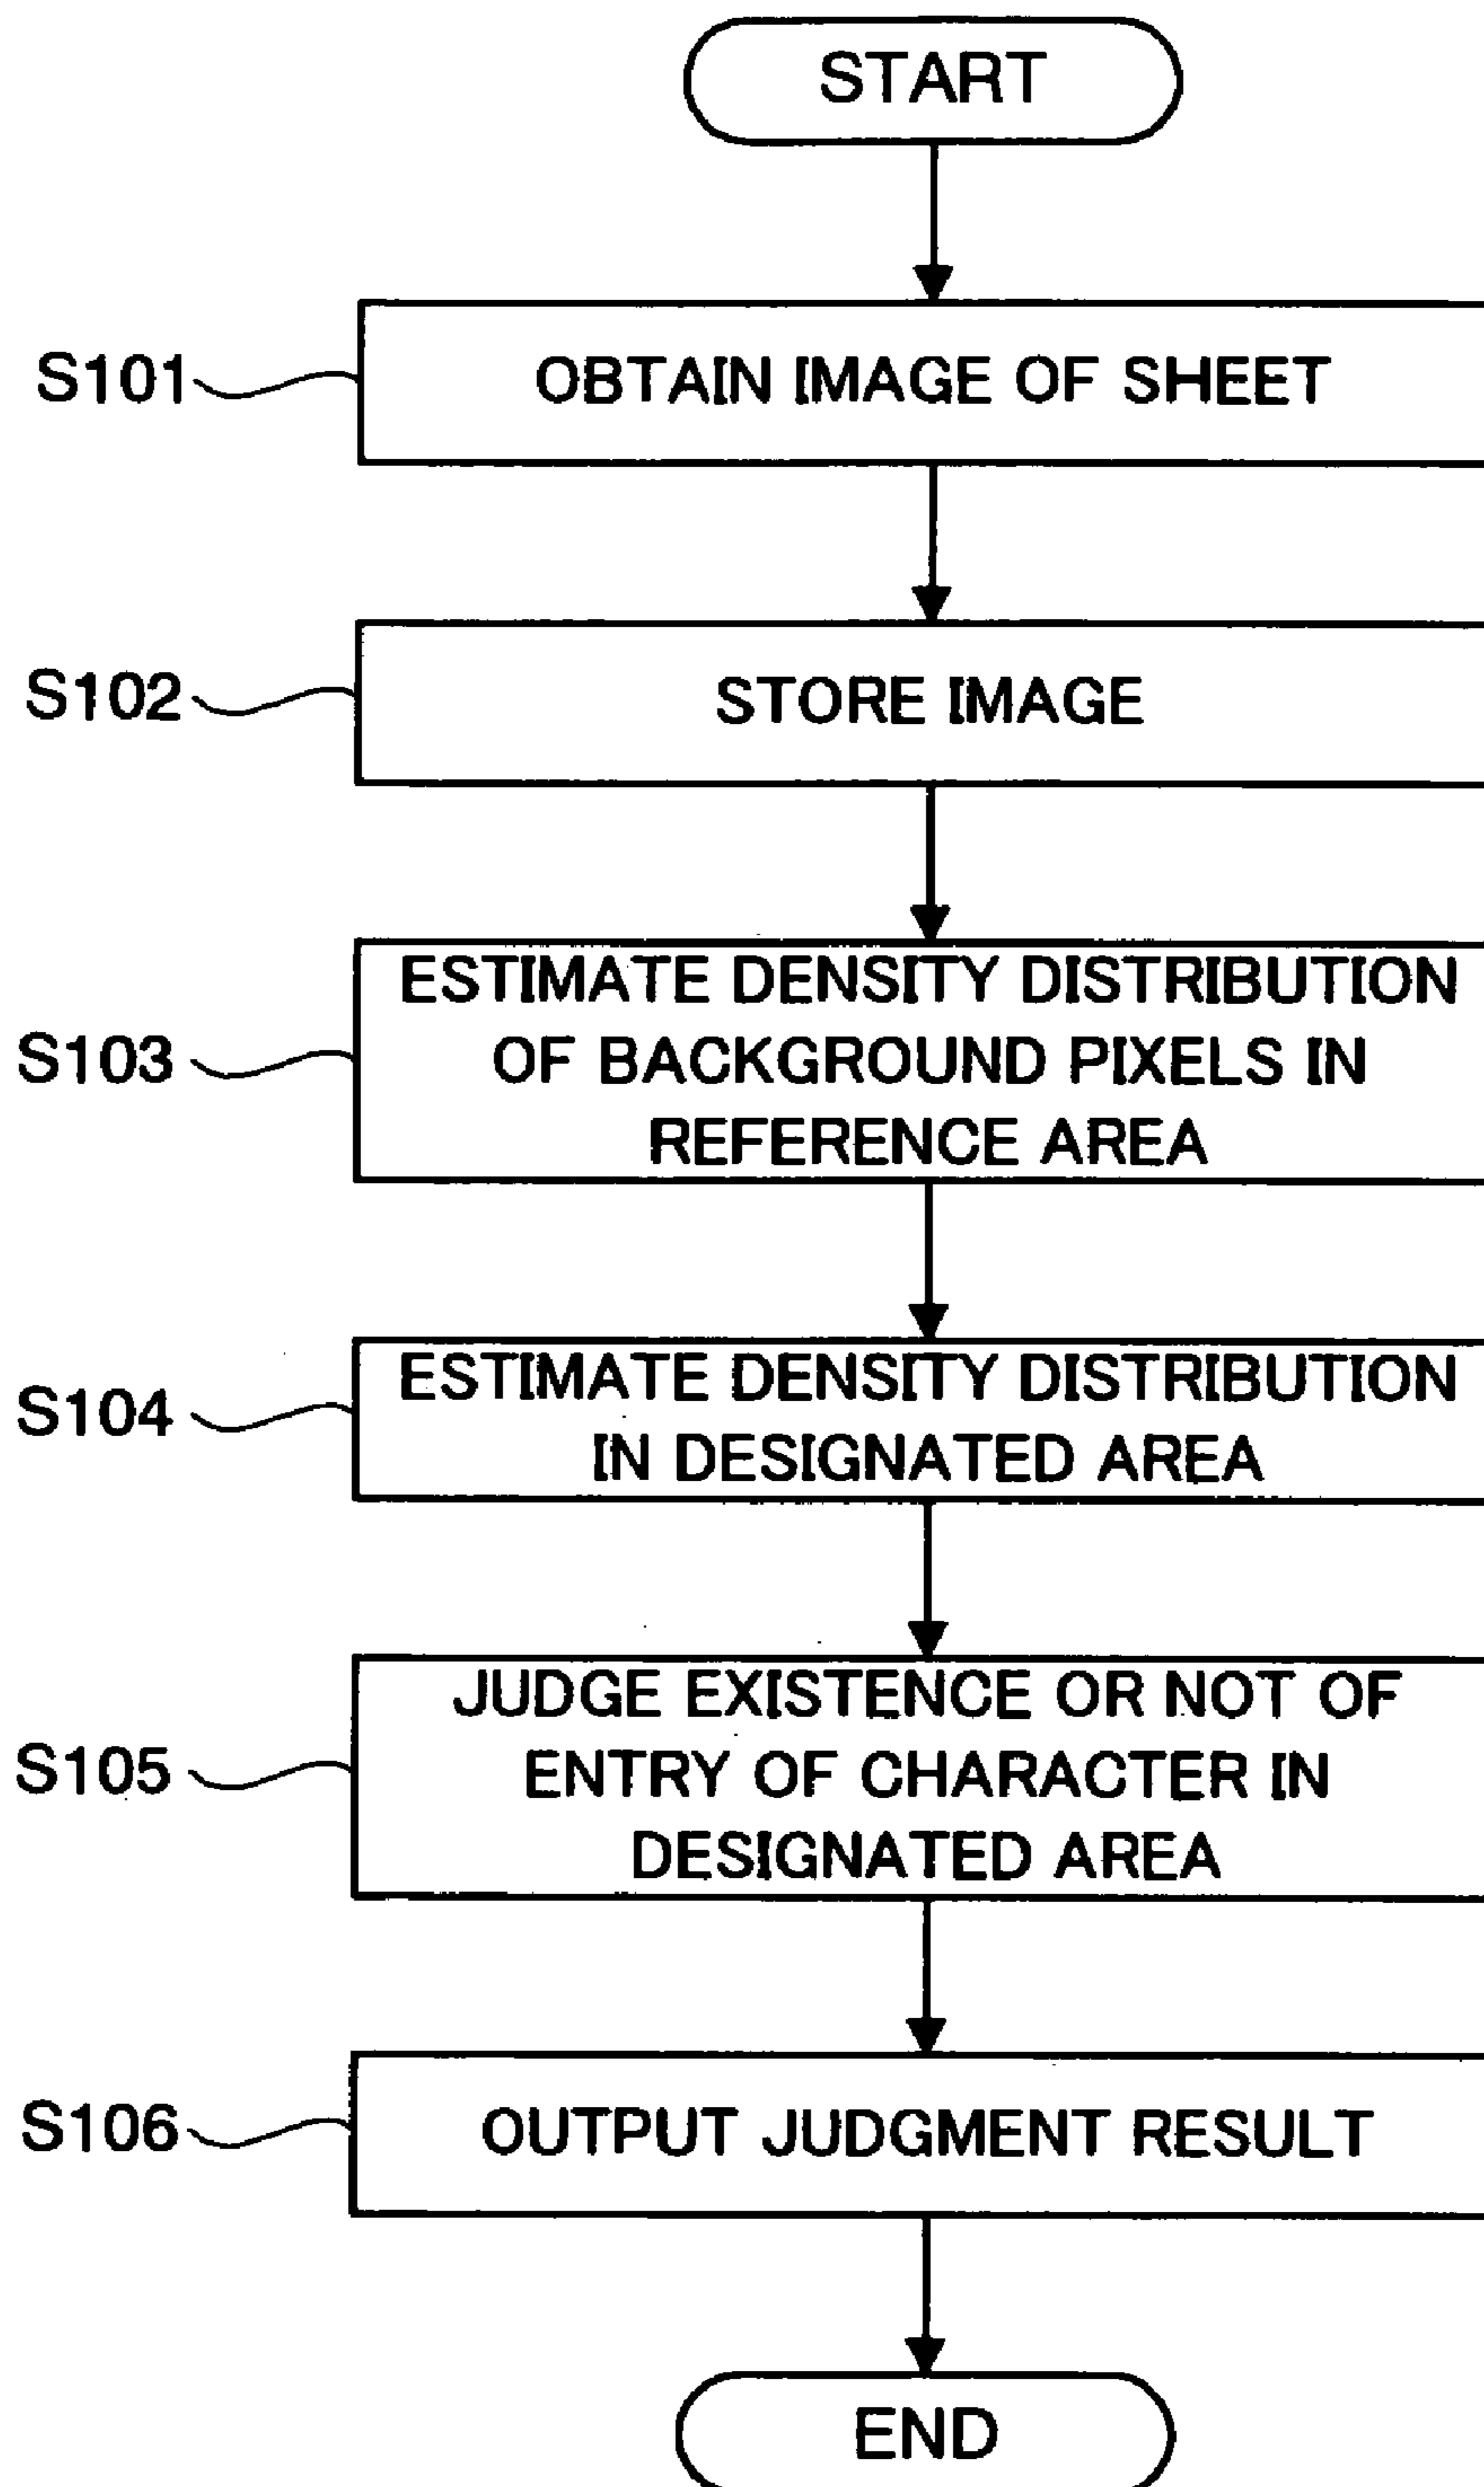 START
S101
OBTAIN IMAGE OF SHEET
S102
STORE IMAGE
S103
ESTIMATE DENSITY DISTRIBUTION
OF BACKGROUND PIXELS IN
REFERENCE AREA
S104
ESTIMATE DENSITY DISTRIBUTION
IN DESIGNATED AREA
S105
JUDGE EXISTENCE OR NOT OF
ENTRY OF CHARACTER IN
DESIGNATED AREA
S106
OUTPUT JUDGMENT RESULT
END